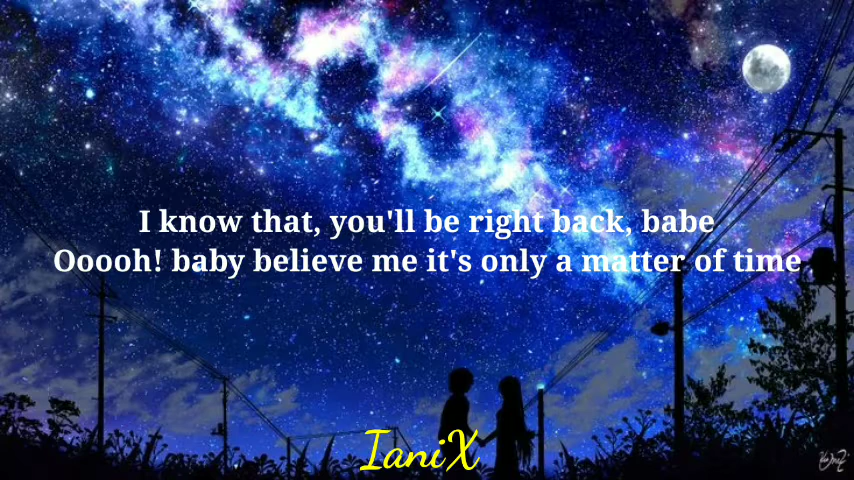 I know that, you'll be right back, babe
Ooooh! baby believe me it's only a matter of time
IaniX